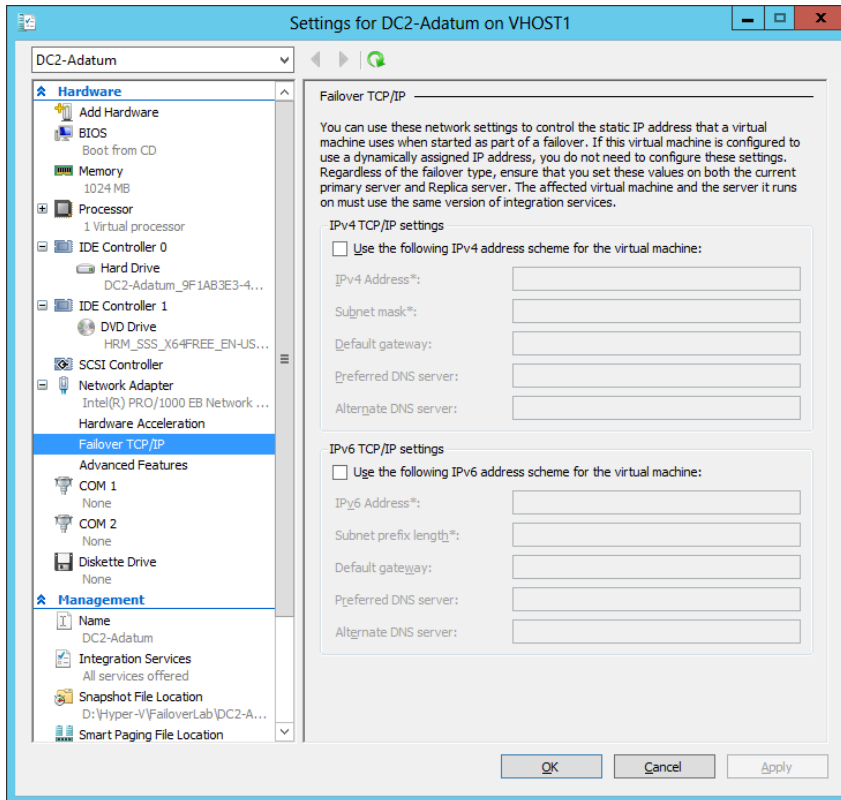 Settings for DC2-Adatum on VHOST1
DC2-Adatum
Hardware
Add Hardware
BIOS
Boot from CD
Memory
1024 MB
Processor
1 Virtual processor
IDE Controller 0
Hard Drive
DC2-Adatum_9F1AB3E3-4...
IDE Controller 1
DVD Drive
HRM_SSS_X64FREE_EN-US...
SCSI Controller
Network Adapter
Intel(R) PRO/1000 EB Network ...
Hardware Acceleration
Failover TCP/IP
Advanced Features
COM 1
None
COM 2
None
Diskette Drive
None
Management
Name
DC2-Adatum
Integration Services
All services offered
Snapshot File Location
D:\Hyper-V\FailoverLab\DC2-A...
Smart Paging File Location
Failover TCP/IP
You can use these network settings to control the static IP address that a virtual
machine uses when started as part of a failover. If this virtual machine is configured to
use a dynamically assigned IP address, you do not need to configure these settings.
Regardless of the failover type, ensure that you set these values on both the current
primary server and Replica server. The affected virtual machine and the server it runs
on must use the same version of integration services.
IPv4 TCP/IP settings
Use the following IPv4 address scheme for the virtual machine:
IPv4 Address*:
Subnet mask*:
Default gateway:
Preferred DNS server:
Alternate DNS server:
IPv6 TCP/IP settings
Use the following IPv6 address scheme for the virtual machine:
IPv6 Address*:
Subnet prefix length*:
Default gateway:
Preferred DNS server:
Alternate DNS server:
OK
Cancel
Apply